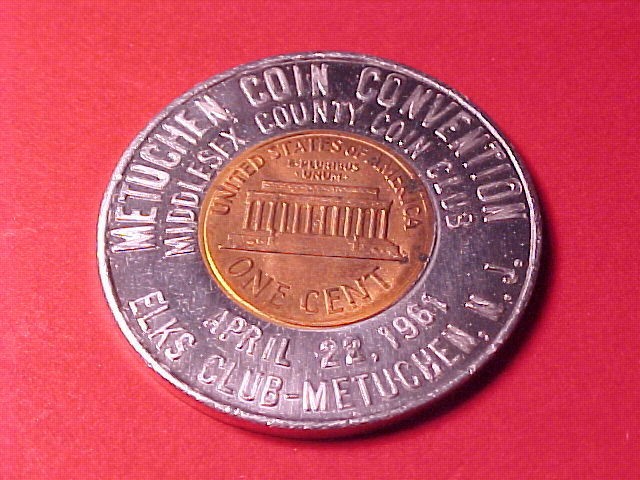 METUCHEN COIN CONVENTION
MIDDLESEX COUNTY COIN CLUB
UNITED STATES OF AMERICA
E·PLURIBUS
·UNUM·
ONE CENT
APRIL 22, 1961
ELKS CLUB-METUCHEN, N. J.